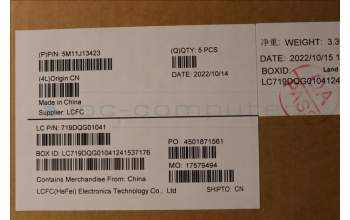 (P)P/N: 5M11J13423
(Q)QTY: 5 PCS
(4L)Origin:CN
DATE: 2022/10/14
Made in China
Supplier: LCFC
LC P/N: 719DQG01041
PO: 4501871561
BOX ID: LC719DQG01041241537176
MO: 17579494
Contains Merchandise From: China
LCFC(HeFei) Electronics Technology Co., Ltd
SHIPTO: CN
净重: WEIGHT: 3.3
DATE: 2022/10/15 1
BOXID
Land
LC719DQG0104124